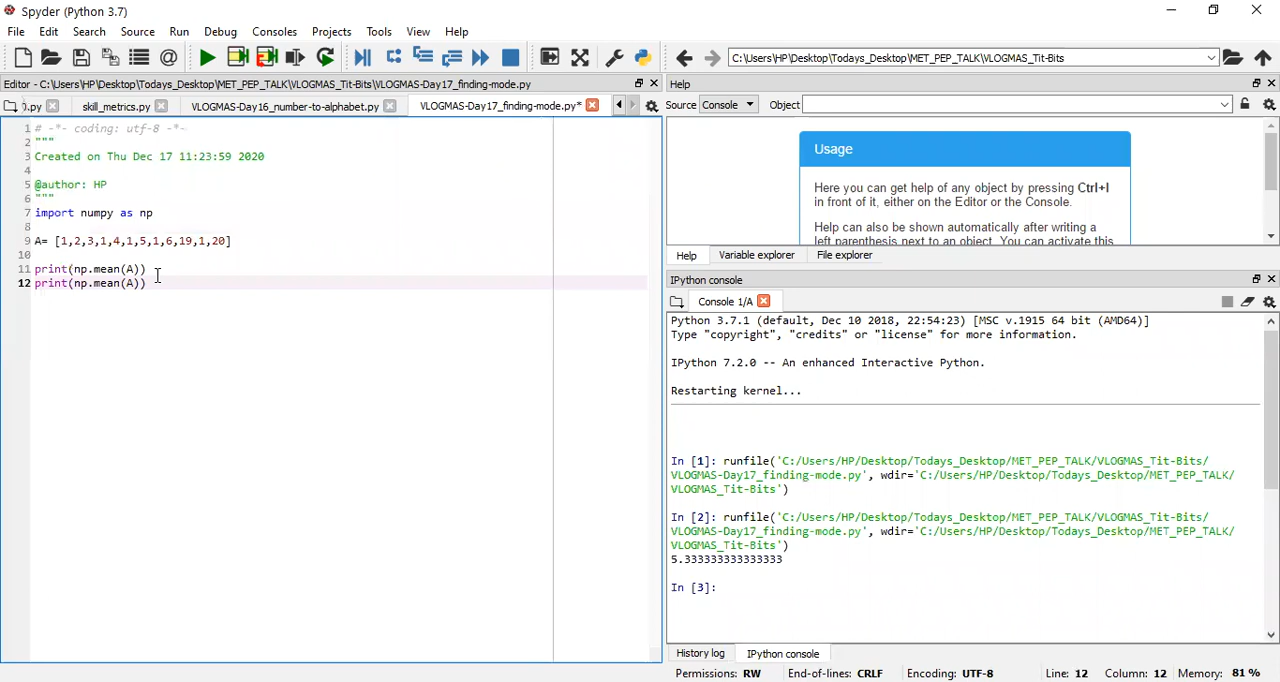 Spyder (Python 3.7)
File Edit Search Source Run Debug Consoles Projects Tools View Help
C:\Users\HP\Desktop\Todays_Desktop\MET_PEP_TALK\VLOGMAS_Tit-Bits
Editor - C:\Users\HP\Desktop\Todays_Desktop\MET_PEP_TALK\VLOGMAS_Tit-Bits\VLOGMAS-Day17_finding-mode.py
).py skill_metrics.py VLOGMAS-Day16_number-to-alphabet.py VLOGMAS-Day17_finding-mode.py*
1 # -*- coding: utf-8 -*-
2 """
3 Created on Thu Dec 17 11:23:59 2020
4
5 @author: HP
6 """
7 import numpy as np
8
9 A= [1,2,3,1,4,1,5,1,6,19,1,20]
10
11 print(np.mean(A))
12 print(np.mean(A))
Help
Source Console Object
Usage
Here you can get help of any object by pressing Ctrl+I
in front of it, either on the Editor or the Console.
Help can also be shown automatically after writing a
left parenthesis next to an object. You can activate this
Help Variable explorer File explorer
IPython console
Console 1/A
Python 3.7.1 (default, Dec 10 2018, 22:54:23) [MSC v.1915 64 bit (AMD64)]
Type "copyright", "credits" or "license" for more information.
IPython 7.2.0 -- An enhanced Interactive Python.
Restarting kernel...
In [1]: runfile('C:/Users/HP/Desktop/Todays_Desktop/MET_PEP_TALK/VLOGMAS_Tit-Bits/
VLOGMAS-Day17_finding-mode.py', wdir='C:/Users/HP/Desktop/Todays_Desktop/MET_PEP_TALK/
VLOGMAS_Tit-Bits')
In [2]: runfile('C:/Users/HP/Desktop/Todays_Desktop/MET_PEP_TALK/VLOGMAS_Tit-Bits/
VLOGMAS-Day17_finding-mode.py', wdir='C:/Users/HP/Desktop/Todays_Desktop/MET_PEP_TALK/
VLOGMAS_Tit-Bits')
5.333333333333333
In [3]:
History log IPython console
Permissions: RW End-of-lines: CRLF Encoding: UTF-8 Line: 12 Column: 12 Memory: 81 %